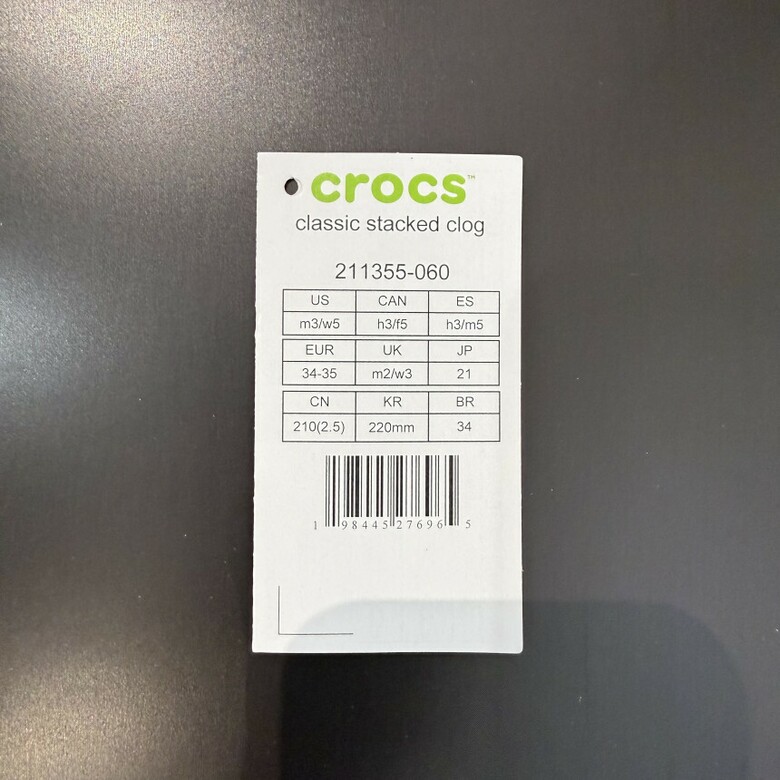 crocs™
classic stacked clog
211355-060
US CAN ES
m3/w5 h3/f5 h3/m5
EUR UK JP
34-35 m2/w3 21
CN KR BR
210(2.5) 220mm 34
1 98445 27696 5